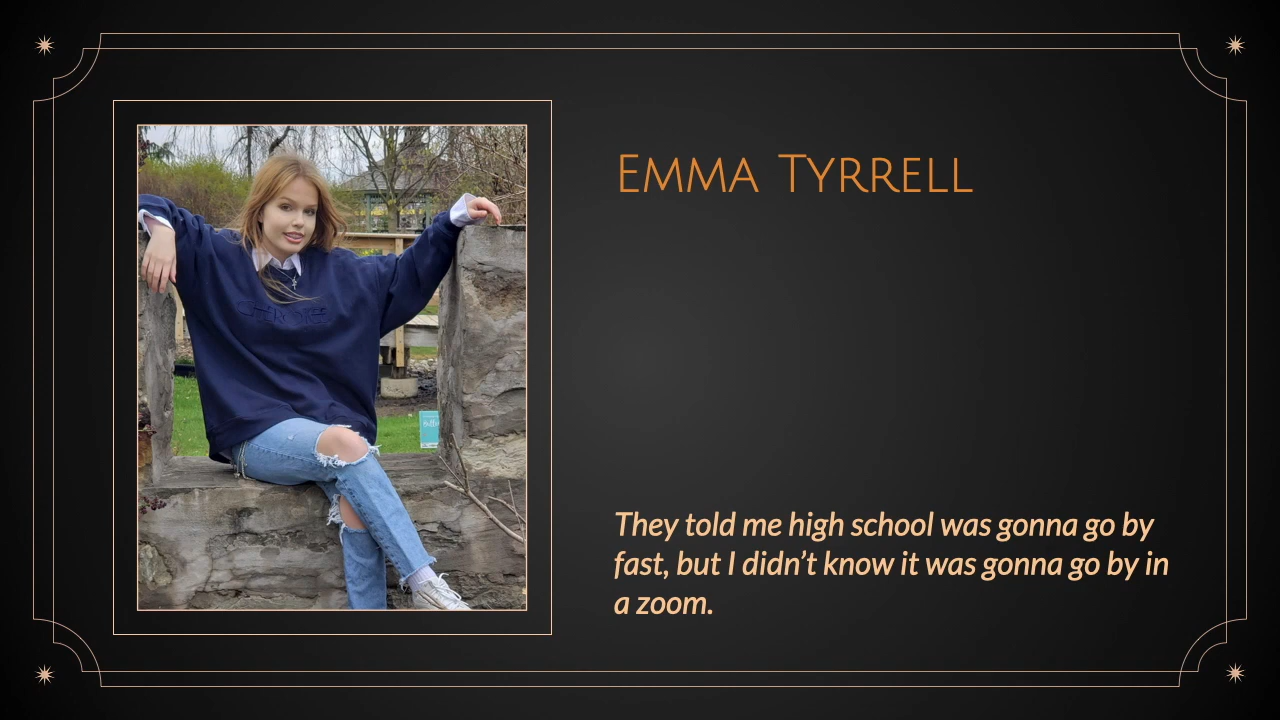 Emma Tyrrell
They told me high school was gonna go by
fast, but I didn’t know it was gonna go by in
a zoom.